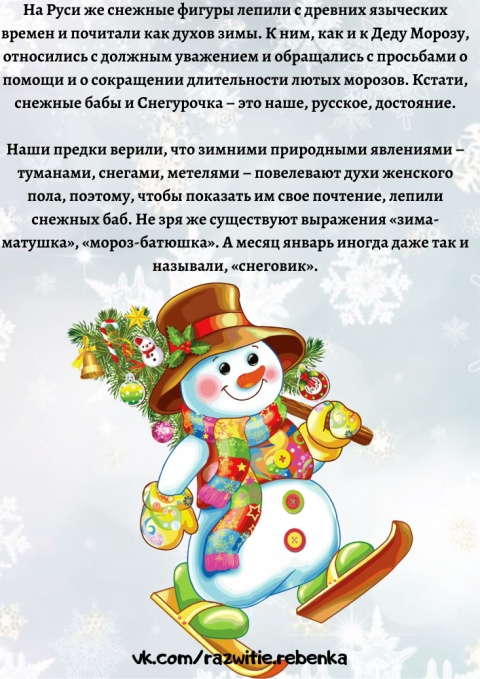 На Руси же снежные фигуры лепили с древних языческих
времен и почитали как духов зимы. К ним, как и к Деду Морозу,
относились с должным уважением и обращались с просьбами о
помощи и о сокращении длительности лютых морозов. Кстати,
снежные бабы и Снегурочка – это наше, русское, достояние.
Наши предки верили, что зимними природными явлениями –
туманами, снегами, метелями – повелевают духи женского
пола, поэтому, чтобы показать им свое почтение, лепили
снежных баб. Не зря же существуют выражения «зима-
матушка», «мороз-батюшка». А месяц январь иногда даже так и
называли, «снеговик».
vk.com/razwitie.rebenka